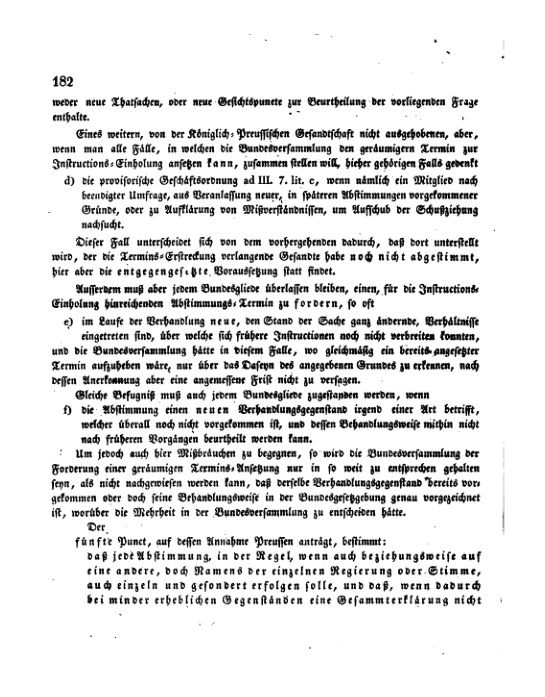 182
weder neue Thatsachen, oder neue Gesichtspuncte zur Beurtheilung der vorliegenden Frage
enthalte.
Eines weitern, von der Königlich-Preussischen Gesandtschaft nicht ausgehobenen, aber,
wenn man alle Fälle, in welchen die Bundesversammlung den geräumigern Termin zur
Instructions-Einholung ansetzen kann, zusammen stellen will, hieher gehörigen Falls gedenkt
d) die provisorische Geschäftsordnung ad III. 7. lit. c, wenn nämlich ein Mitglied nach
beendigter Umfrage, aus Veranlassung neuer, in späteren Abstimmungen vorgekommener
Gründe, oder zu Aufklärung von Mißverständnissen, um Aufschub der Schlußziehung
nachsucht.
Dieser Fall unterscheidet sich von dem vorhergehenden dadurch, daß dort unterstellt
wird, der die Termins-Erstreckung verlangende Gesandte habe noch nicht abgestimmt,
hier aber die entgegengesetzte Voraussetzung statt findet.
Ausserdem muß aber jedem Bundesgliede überlassen bleiben, einen, für die Instructions-
Einholung hinreichenden Abstimmungs-Termin zu fordern, so oft
e) im Laufe der Verhandlung neue, den Stand der Sache ganz ändernde, Verhältnisse
eingetreten sind, über welche sich frühere Instructionen noch nicht verbreiten konnten,
und die Bundesversammlung hätte in diesem Falle, wo gleichmäsig ein bereits angesetzter
Termin aufzuheben wäre, nur über das Daseyn des angegebenen Grundes zu erkennen, nach
dessen Anerkennung aber eine angemessene Frist nicht zu versagen.
Gleiche Befugniß muß auch jedem Bundesgliede zugestanden werden, wenn
f) die Abstimmung einen neuen Verhandlungsgegenstand irgend einer Art betrifft,
welcher überall noch nicht vorgekommen ist, und dessen Behandlungsweise mithin nicht
nach früheren Vorgängen beurtheilt werden kann.
Um jedoch auch hier Mißbräuchen zu begegnen, so wird die Bundesversammlung der
Forderung einer geräumigen Termins-Ansetzung nur in so weit zu entsprechen gehalten
seyn, als nicht nachgewiesen werden kann, daß derselbe Verhandlungsgegenstand bereits vor-
gekommen oder doch seine Behandlungsweise in der Bundesgesetzgebung genau vorgezeichnet
ist, worüber die Mehrheit in der Bundesversammlung zu entscheiden hätte.
Der
fünfte Punct, auf dessen Annahme Preussen anträgt, bestimmt:
daß jede Abstimmung, in der Regel, wenn auch beziehungsweise auf
eine andere, doch Namens der einzelnen Regierung oder Stimme,
auch einzeln und gesondert erfolgen solle, und daß, wenn dadurch
bei minder erheblichen Gegenständen eine Gesammterklärung nicht